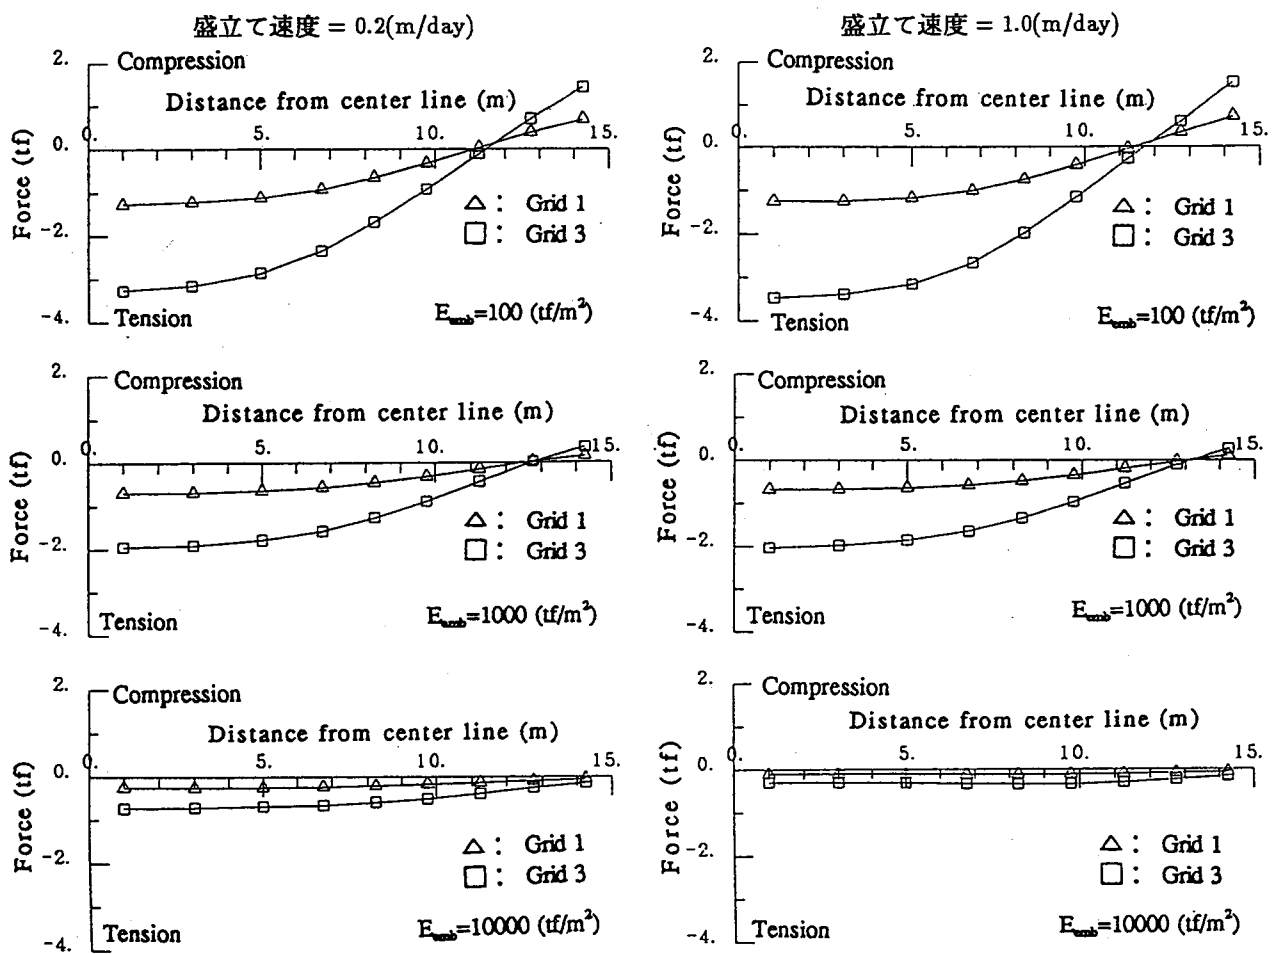 盛立て速度 = 0.2(m/day)
2.
Compression
Distance from center line (m)
0.
5.
10.
15.
0.
Force (tf)
△ : Grid 1
-2.
□ : Grid 3
E_emb=100 (tf/m²)
-4.
Tension
盛立て速度 = 1.0(m/day)
2.
Compression
Distance from center line (m)
0.
5.
10.
15.
0.
Force (tf)
△ : Grid 1
-2.
□ : Grid 3
E_emb=100 (tf/m²)
-4.
Tension
2.
Compression
Distance from center line (m)
0.
5.
10.
15.
0.
Force (tf)
△ : Grid 1
-2.
□ : Grid 3
Tension
E_emb=1000 (tf/m²)
-4.
2.
Compression
Distance from center line (m)
0.
5.
10.
15.
0.
Force (tf)
△ : Grid 1
-2.
□ : Grid 3
Tension
E_emb=1000 (tf/m²)
-4.
2.
Compression
Distance from center line (m)
0.
5.
10.
15.
0.
Force (tf)
△ : Grid 1
-2.
□ : Grid 3
Tension
E_emb=10000 (tf/m²)
-4.
2.
Compression
Distance from center line (m)
0.
5.
10.
15.
0.
Force (tf)
△ : Grid 1
-2.
□ : Grid 3
Tension
E_emb=10000 (tf/m²)
-4.